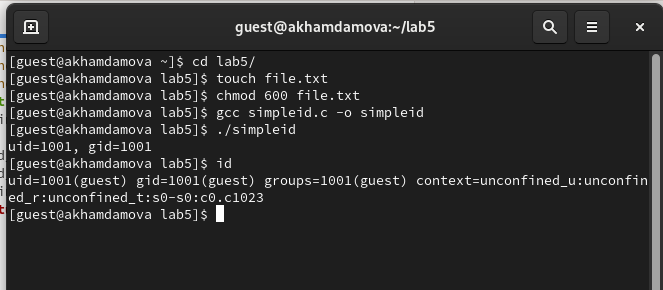 guest@akhamdamova:~/lab5
[guest@akhamdamova ~]$ cd lab5/
[guest@akhamdamova lab5]$ touch file.txt
[guest@akhamdamova lab5]$ chmod 600 file.txt
[guest@akhamdamova lab5]$ gcc simpleid.c -o simpleid
[guest@akhamdamova lab5]$ ./simpleid
uid=1001, gid=1001
[guest@akhamdamova lab5]$ id
uid=1001(guest) gid=1001(guest) groups=1001(guest) context=unconfined_u:unconfin
ed_r:unconfined_t:s0-s0:c0.c1023
[guest@akhamdamova lab5]$